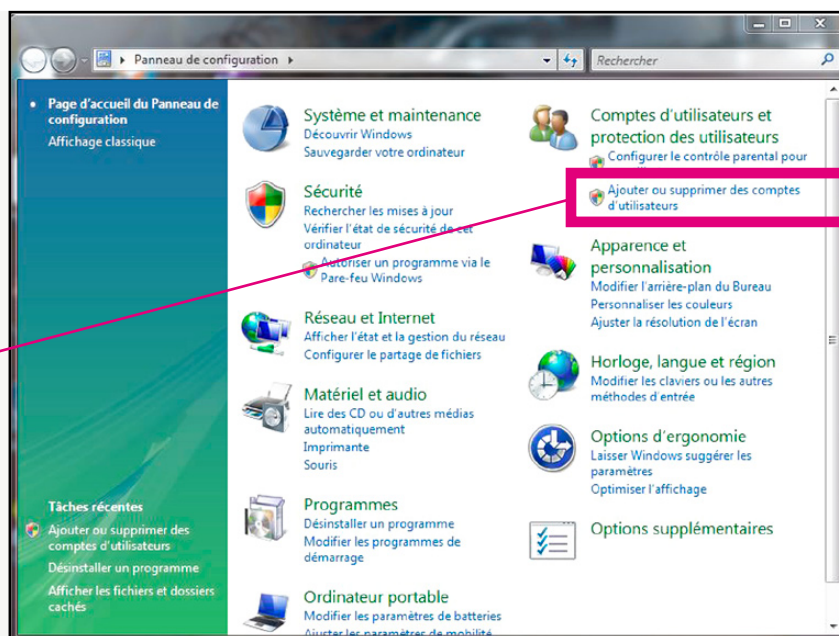 Panneau de configuration
Rechercher
Page d'accueil du Panneau de
configuration
Affichage classique
Tâches récentes
Ajouter ou supprimer des
comptes d'utilisateurs
Désinstaller un programme
Afficher les fichiers et dossiers
cachés
Système et maintenance
Découvrir Windows
Sauvegarder votre ordinateur
Sécurité
Rechercher les mises à jour
Vérifier l'état de sécurité de cet
ordinateur
Autoriser un programme via le
Pare-feu Windows
Réseau et Internet
Afficher l'état et la gestion du réseau
Configurer le partage de fichiers
Matériel et audio
Lire des CD ou d'autres médias
automatiquement
Imprimante
Souris
Programmes
Désinstaller un programme
Modifier les programmes de
démarrage
Ordinateur portable
Modifier les paramètres de batteries
Ajuster les paramètres de mobilité
Comptes d'utilisateurs et
protection des utilisateurs
Configurer le contrôle parental pour
Ajouter ou supprimer des comptes
d'utilisateurs
Apparence et
personnalisation
Modifier l'arrière-plan du Bureau
Personnaliser les couleurs
Ajuster la résolution de l'écran
Horloge, langue et région
Modifier les claviers ou les autres
méthodes d'entrée
Options d'ergonomie
Laisser Windows suggérer les
paramètres
Optimiser l'affichage
Options supplémentaires